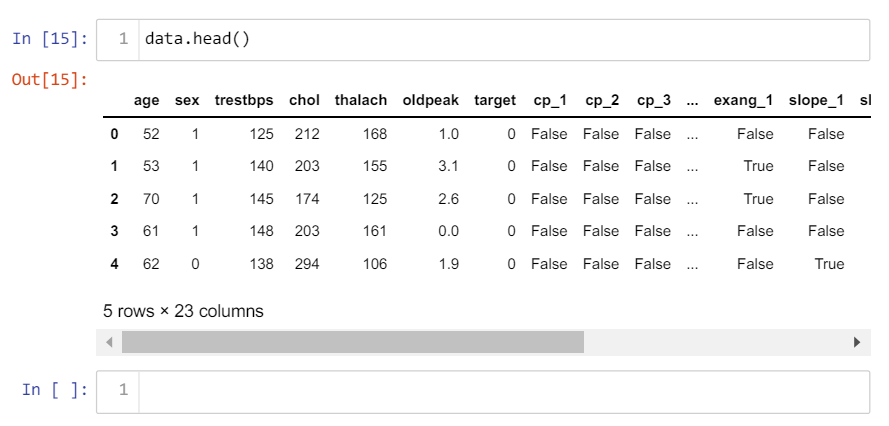 In [15]: 1 data.head()
Out[15]:
age sex trestbps chol thalach oldpeak target cp_1 cp_2 cp_3 ... exang_1 slope_1 sl
0 52 1 125 212 168 1.0 0 False False False ... False False
1 53 1 140 203 155 3.1 0 False False False ... True False
2 70 1 145 174 125 2.6 0 False False False ... True False
3 61 1 148 203 161 0.0 0 False False False ... False False
4 62 0 138 294 106 1.9 0 False False False ... False True
5 rows × 23 columns
In [ ]: 1